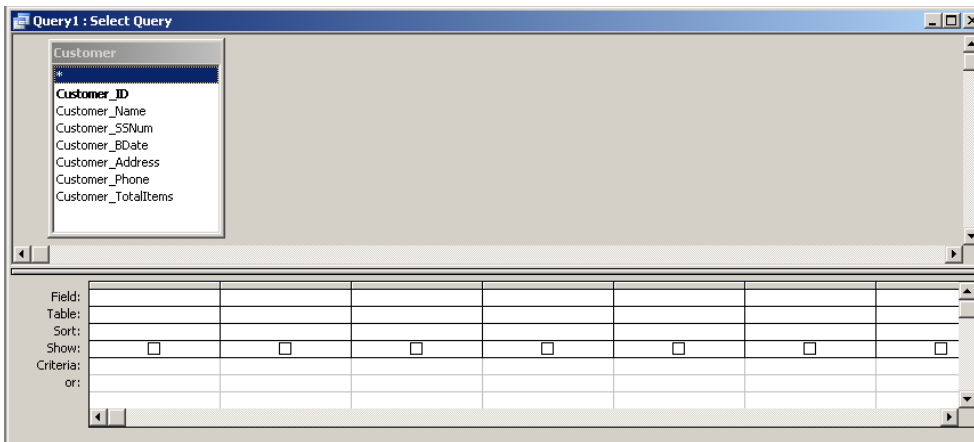 Query1 : Select Query
Customer
*
Customer_ID
Customer_Name
Customer_SSNum
Customer_BDate
Customer_Address
Customer_Phone
Customer_TotalItems
Field:
Table:
Sort:
Show:
Criteria:
or: